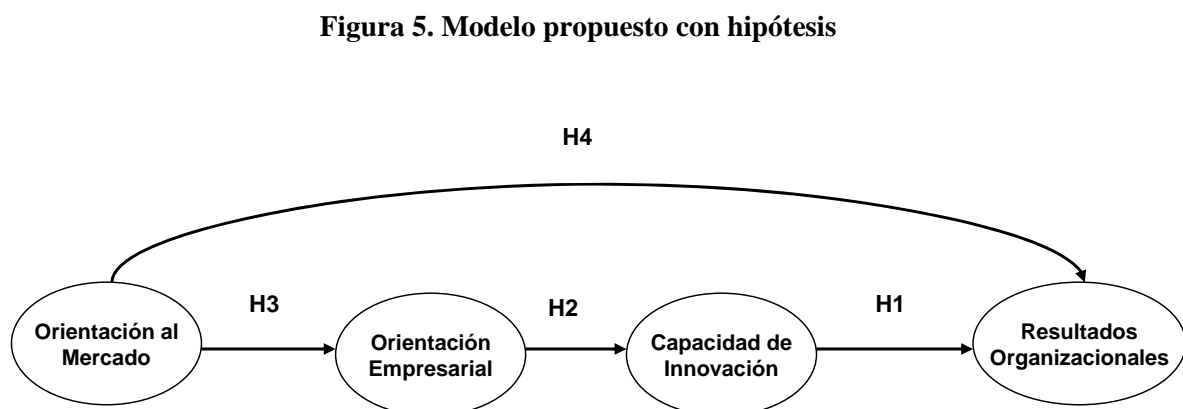 Figura 5. Modelo propuesto con hipótesis
H4
H3
H2
H1
Orientación al
Mercado
Orientación
Empresarial
Capacidad de
Innovación
Resultados
Organizacionales